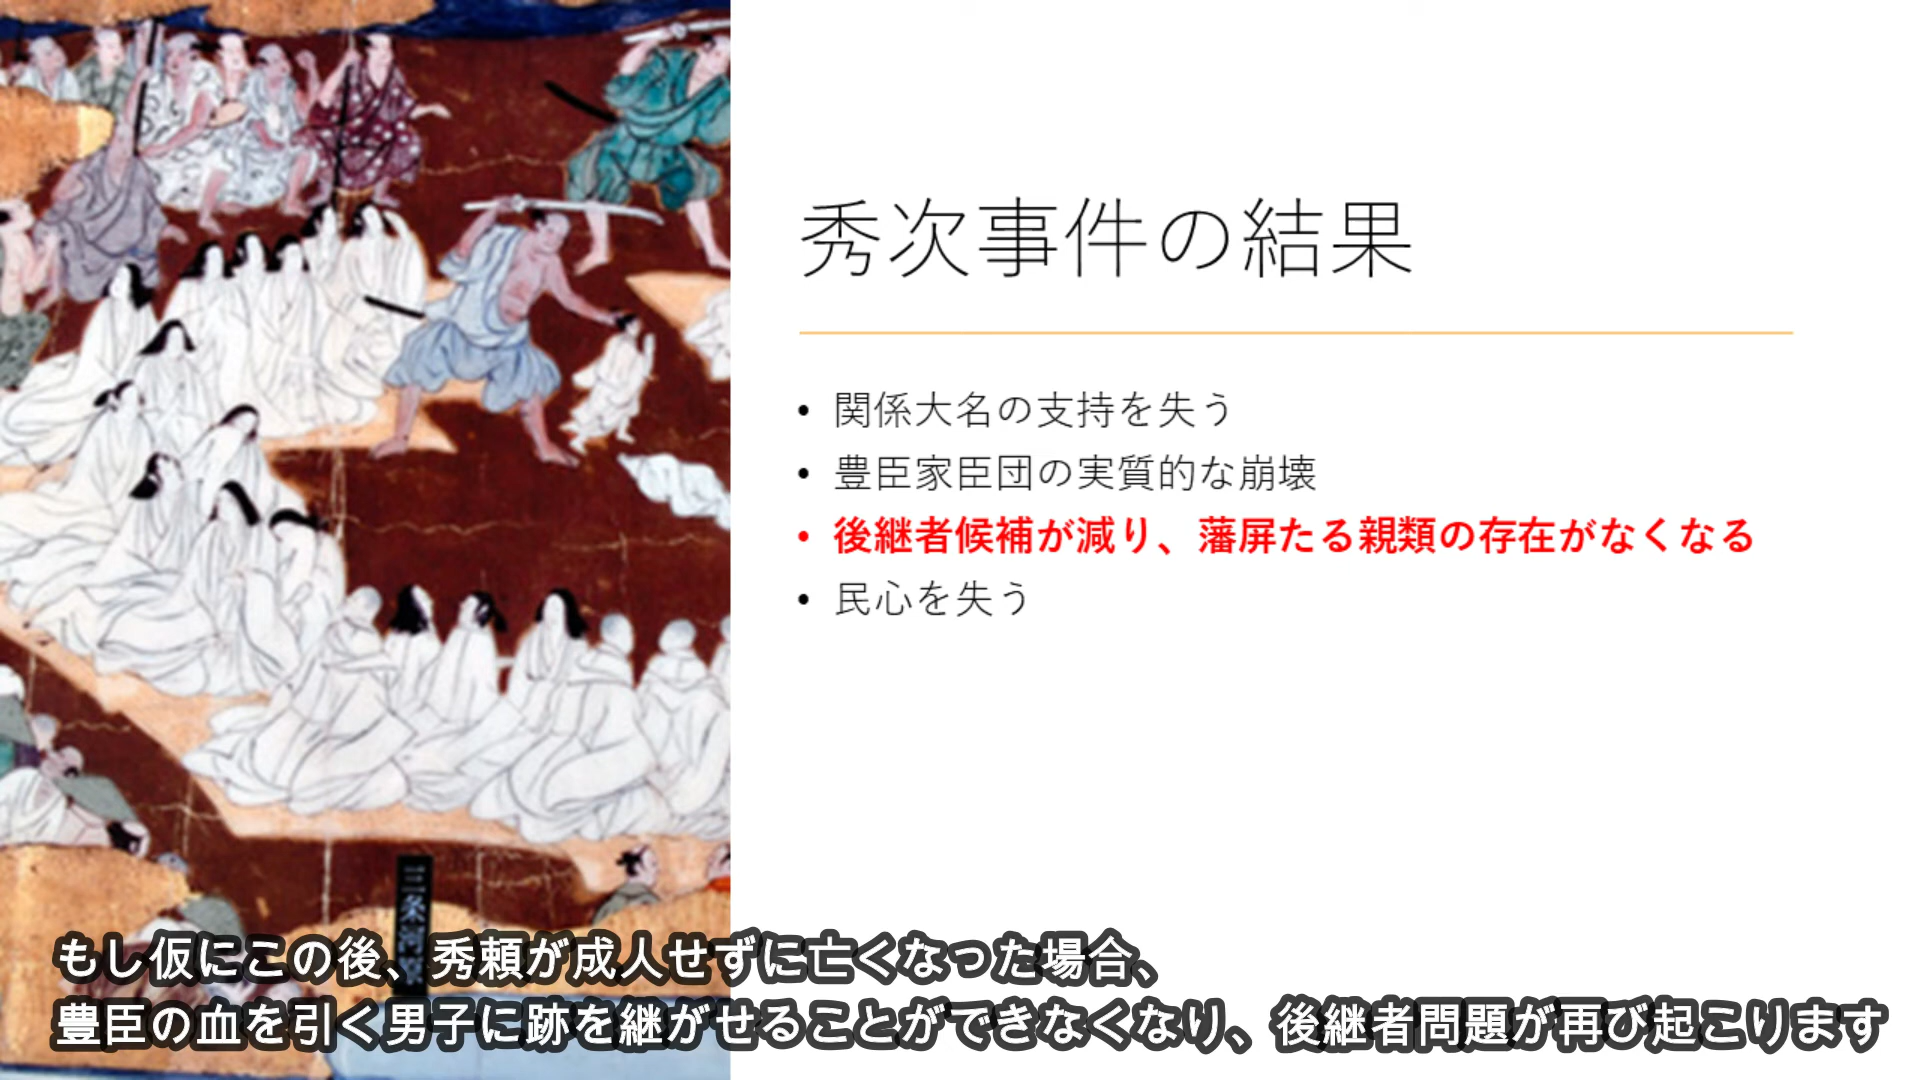 秀次事件の結果
• 関係大名の支持を失う
• 豊臣家臣団の実質的な崩壊
• 後継者候補が減り、藩屏たる親類の存在がなくなる
• 民心を失う
三条河原
もし仮にこの後、秀頼が成人せずに亡くなった場合、
豊臣の血を引く男子に跡を継がせることができなくなり、後継者問題が再び起こります